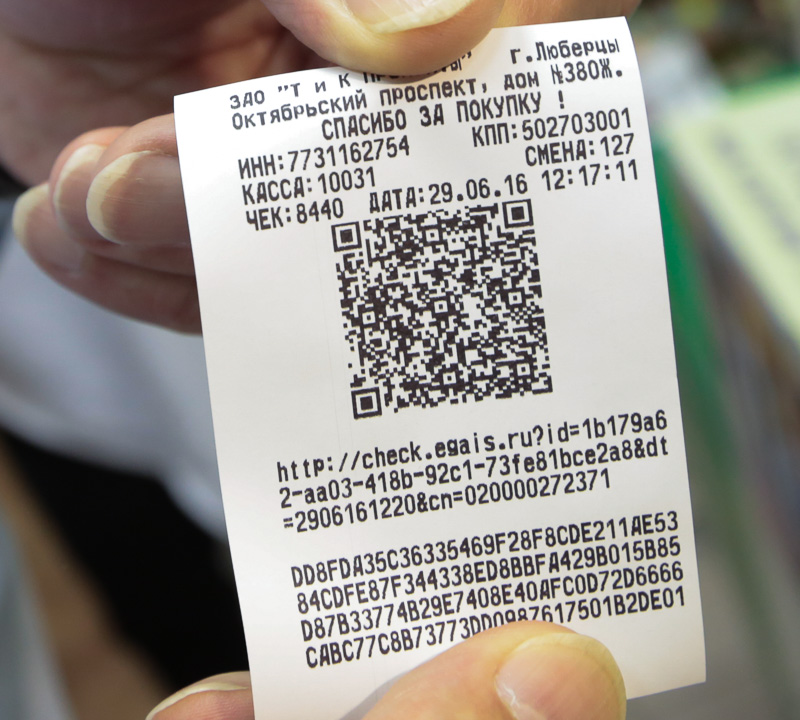 г.Люберцы
ЗАО "Т и К
Октябрьский проспект, дом №380Ж.
СПАСИБО ЗА ПОКУПКУ !
ИНН:7731162754 КПП:502703001
КАССА:10031 СМЕНА:127
ЧЕК:8440 ДАТА:29.06.16 12:17:11
http://check.egais.ru?id=1b179a6
2-aa03-418b-92c1-73fe81bce2a8&dt
=2906161220&cn=020000272371
DD8FDA35C36335469F28F8CDE211AE53
84CDFE87F344338ED8BBFA429B015B85
D87B33774B29E7408E40AFC0D72D6666
CABC77C8B73773DD0987617501B2DE01